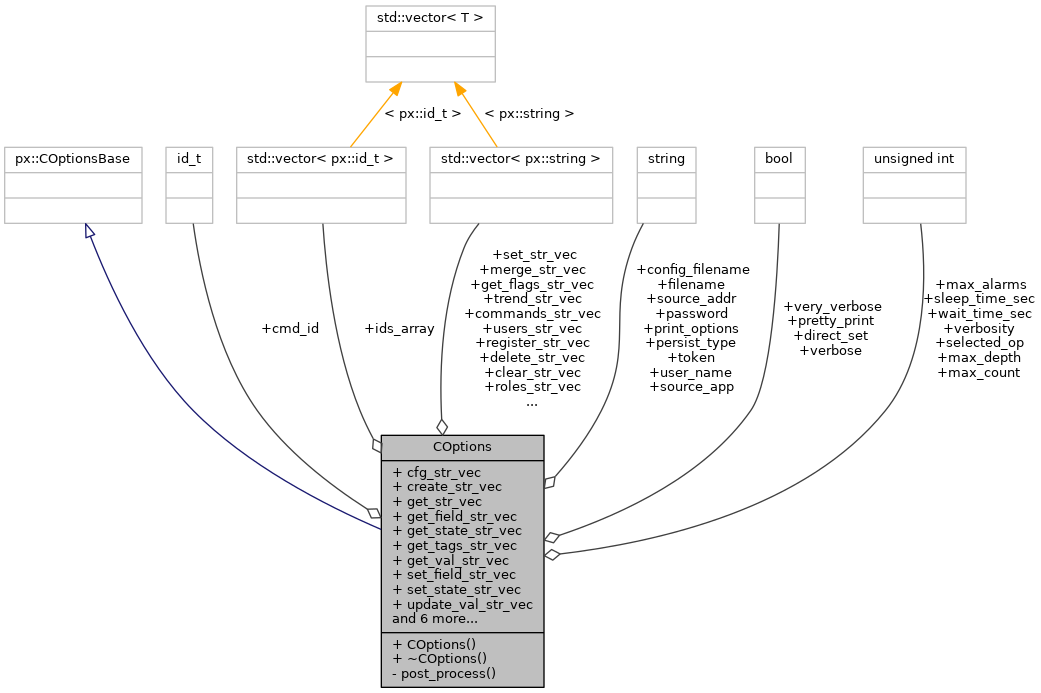 std::vector< T >
< px::id_t >
< px::string >
px::COptionsBase
id_t
std::vector< px::id_t >
std::vector< px::string >
string
bool
unsigned int
+cmd_id
+ids_array
+set_str_vec
+merge_str_vec
+get_flags_str_vec
+trend_str_vec
+commands_str_vec
+users_str_vec
+register_str_vec
+delete_str_vec
+clear_str_vec
+roles_str_vec
...
+config_filename
+filename
+source_addr
+password
+print_options
+persist_type
+token
+user_name
+source_app
+very_verbose
+pretty_print
+direct_set
+verbose
+max_alarms
+sleep_time_sec
+wait_time_sec
+verbosity
+selected_op
+max_depth
+max_count
COptions
+ cfg_str_vec
+ create_str_vec
+ get_str_vec
+ get_field_str_vec
+ get_state_str_vec
+ get_tags_str_vec
+ get_val_str_vec
+ set_field_str_vec
+ set_state_str_vec
+ update_val_str_vec
and 6 more...
+ COptions()
+ ~COptions()
- post_process()